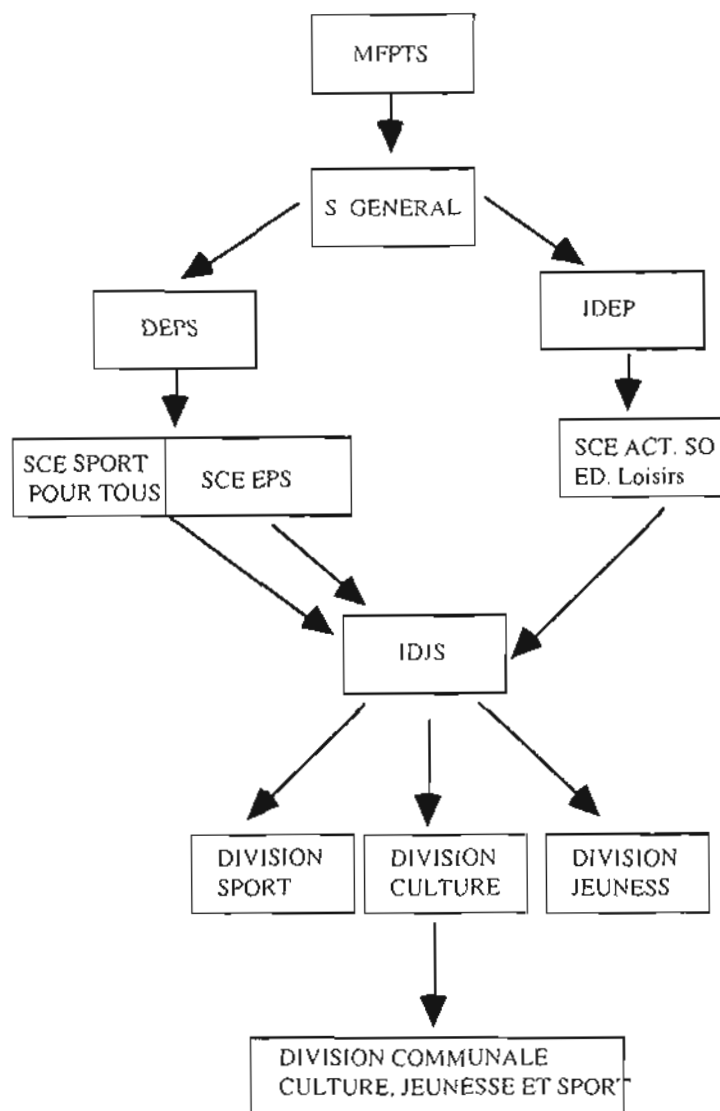 MFPTS
S GENERAL
DEPS
IDEP
SCE SPORT
POUR TOUS
SCE EPS
SCE ACT. SO
ED. Loisirs
IDJS
DIVISION
SPORT
DIVISION
CULTURE
DIVISION
JEUNESS
DIVISION COMMUNALE
CULTURE, JEUNESSE ET SPORT